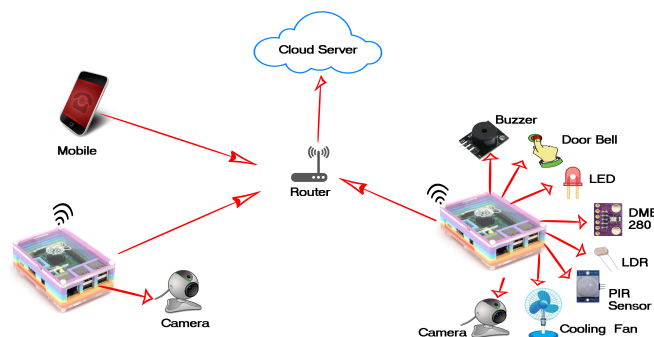 Cloud Server
Buzzer
Door Bell
Mobile
LED
Router
DME
280
LDR
PIR
Sensor
Camera
Camera
Cooling Fan